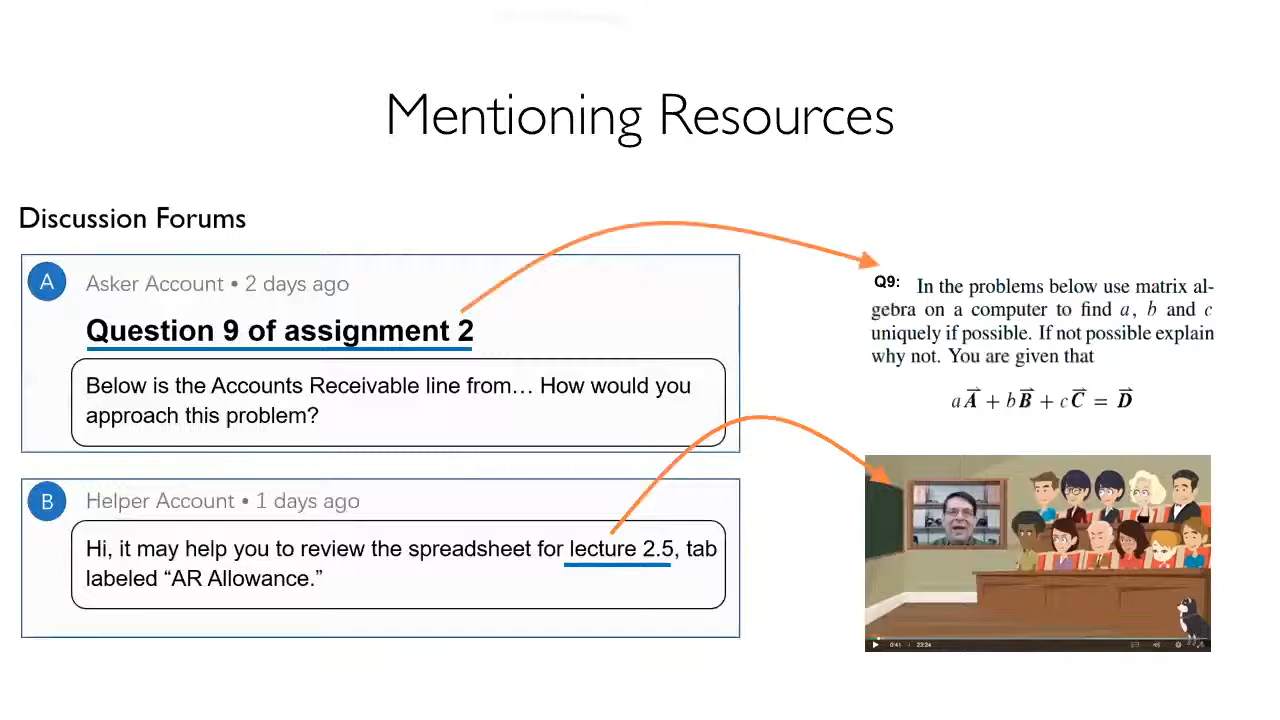 Mentioning Resources
Discussion Forums
A
Asker Account • 2 days ago
Question 9 of assignment 2
Below is the Accounts Receivable line from… How would you
approach this problem?
B
Helper Account • 1 days ago
Hi, it may help you to review the spreadsheet for lecture 2.5, tab
labeled “AR Allowance.”
Q9: In the problems below use matrix al-
gebra on a computer to find a, b and c
uniquely if possible. If not possible explain
why not. You are given that
aA⃗ + bB⃗ + cC⃗ = D⃗
0:41 23:24